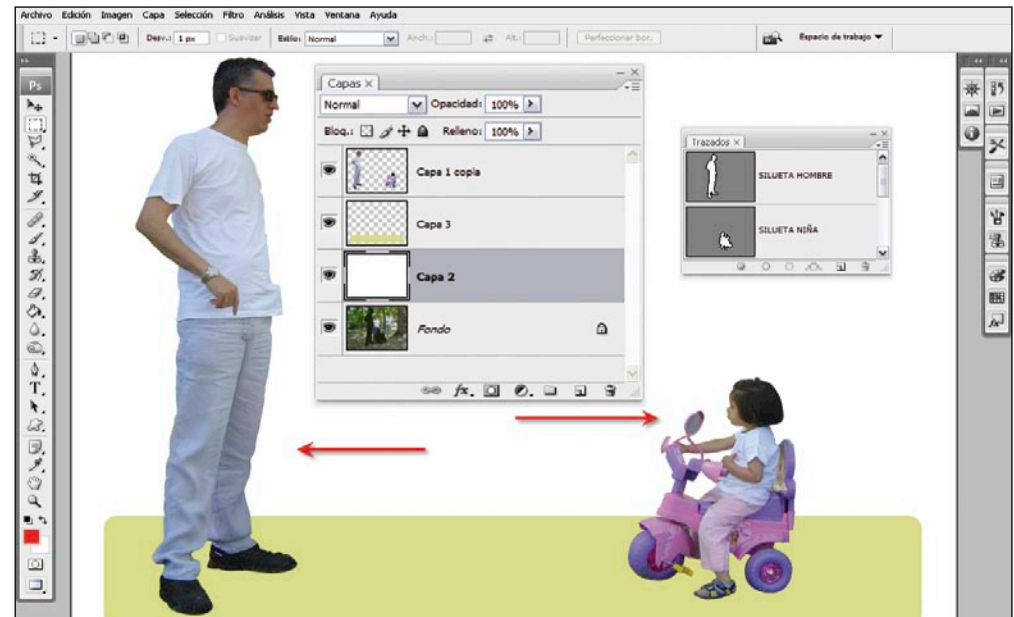 Archivo Edición Imagen Capa Selección Filtro Análisis Vista Ventana Ayuda
Desv.: 1 px Suavizar Estilo: Normal Anch.: Alt.: Perfeccionar bor. Espacio de trabajo
Ps
Capas ×
Normal Opacidad: 100%
Bloq.: Relleno: 100%
Capa 1 copia
Capa 3
Capa 2
Fondo
fx.
Trazados ×
SILUETA HOMBRE
SILUETA NIÑA